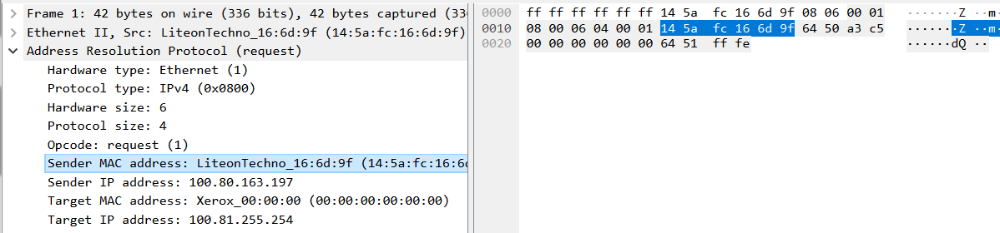 Frame 1: 42 bytes on wire (336 bits), 42 bytes captured (33
Ethernet II, Src: LiteonTechno_16:6d:9f (14:5a:fc:16:6d:9f)
Address Resolution Protocol (request)
Hardware type: Ethernet (1)
Protocol type: IPv4 (0x0800)
Hardware size: 6
Protocol size: 4
Opcode: request (1)
Sender MAC address: LiteonTechno_16:6d:9f (14:5a:fc:16:6d
Sender IP address: 100.80.163.197
Target MAC address: Xerox_00:00:00 (00:00:00:00:00:00)
Target IP address: 100.81.255.254
0000 ff ff ff ff ff ff 14 5a fc 16 6d 9f 08 06 00 01 ·······Z ··m·
0010 08 00 06 04 00 01 14 5a fc 16 6d 9f 64 50 a3 c5 ·······Z ··m·
0020 00 00 00 00 00 00 64 51 ff fe ······dQ ··